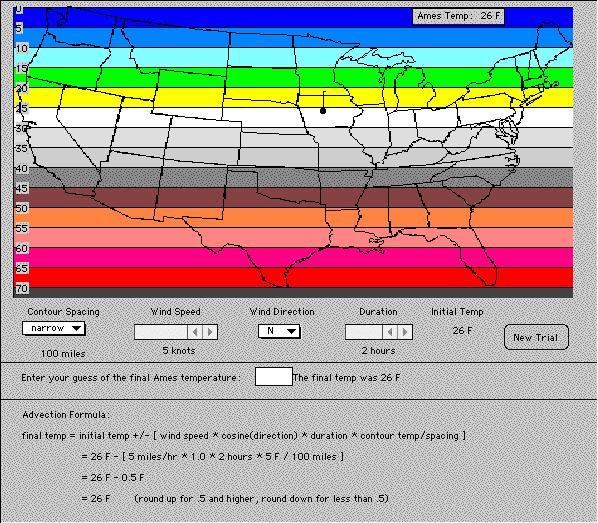 0
Ames Temp: 26 F
5
10
15
20
25
30
35
40
45
50
55
60
65
70
Contour Spacing Wind Speed Wind Direction Duration Initial Temp
narrow N 26 F New Trial
100 miles 5 knots 2 hours
Enter your guess of the final Ames temperature: The final temp was 26 F
Advection Formula:
final temp = initial temp +/- [ wind speed * cosine(direction) * duration * contour temp/spacing ]
= 26 F - [ 5 miles/hr * 1.0 * 2 hours * 5 F / 100 miles ]
= 26 F - 0.5 F
= 26 F (round up for .5 and higher, round down for less than .5)